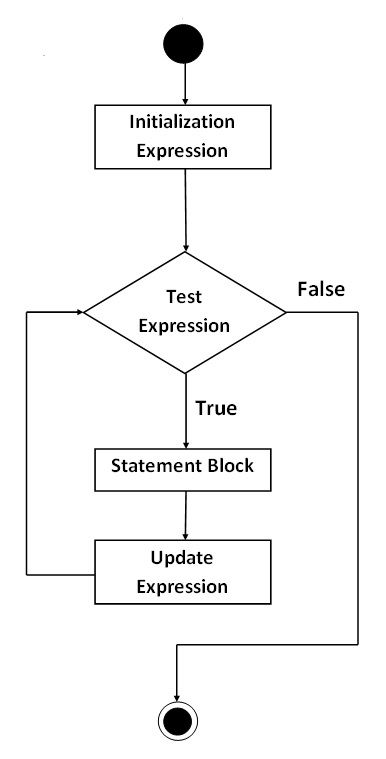 Initialization
Expression
False
Test
Expression
True
Statement Block
Update
Expression